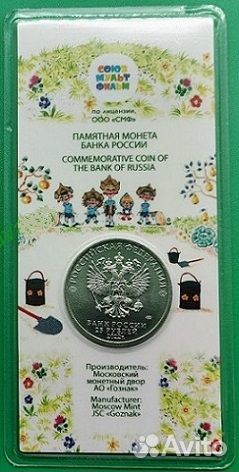 СОЮЗ
МУЛЬТ
ФИЛЬМ
по лицензии
ООО «СМФ»
ПАМЯТНАЯ МОНЕТА
БАНКА РОССИИ
COMMEMORATIVE COIN OF
THE BANK OF RUSSIA
РОССИЙСКАЯ ФЕДЕРАЦИЯ
БАНК РОССИИ
25 РУБЛЕЙ
2022 г.
Производитель:
Московский
монетный двор
АО «Гознак»
Manufacturer:
Moscow Mint
JSC «Goznak»
Avito